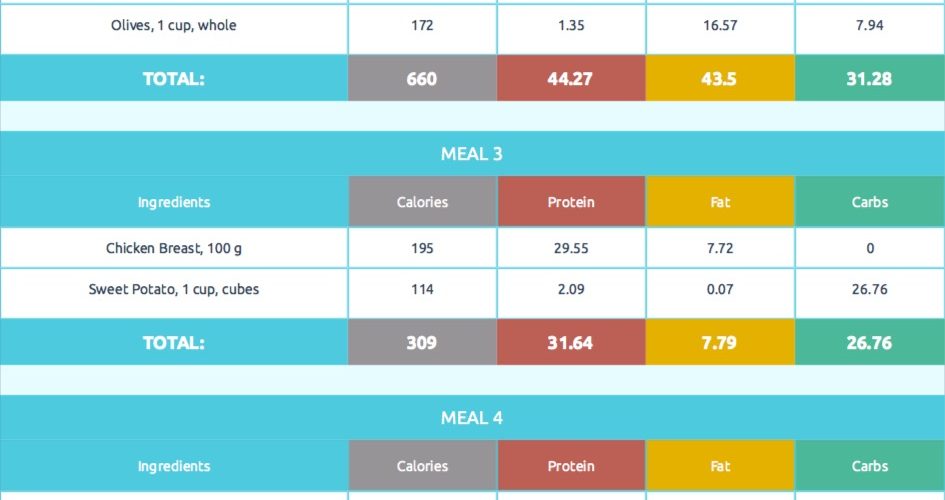 Olives, 1 cup, whole 172 1.35 16.57 7.94
TOTAL: 660 44.27 43.5 31.28
MEAL 3
Ingredients Calories Protein Fat Carbs
Chicken Breast, 100 g 195 29.55 7.72 0
Sweet Potato, 1 cup, cubes 114 2.09 0.07 26.76
TOTAL: 309 31.64 7.79 26.76
MEAL 4
Ingredients Calories Protein Fat Carbs